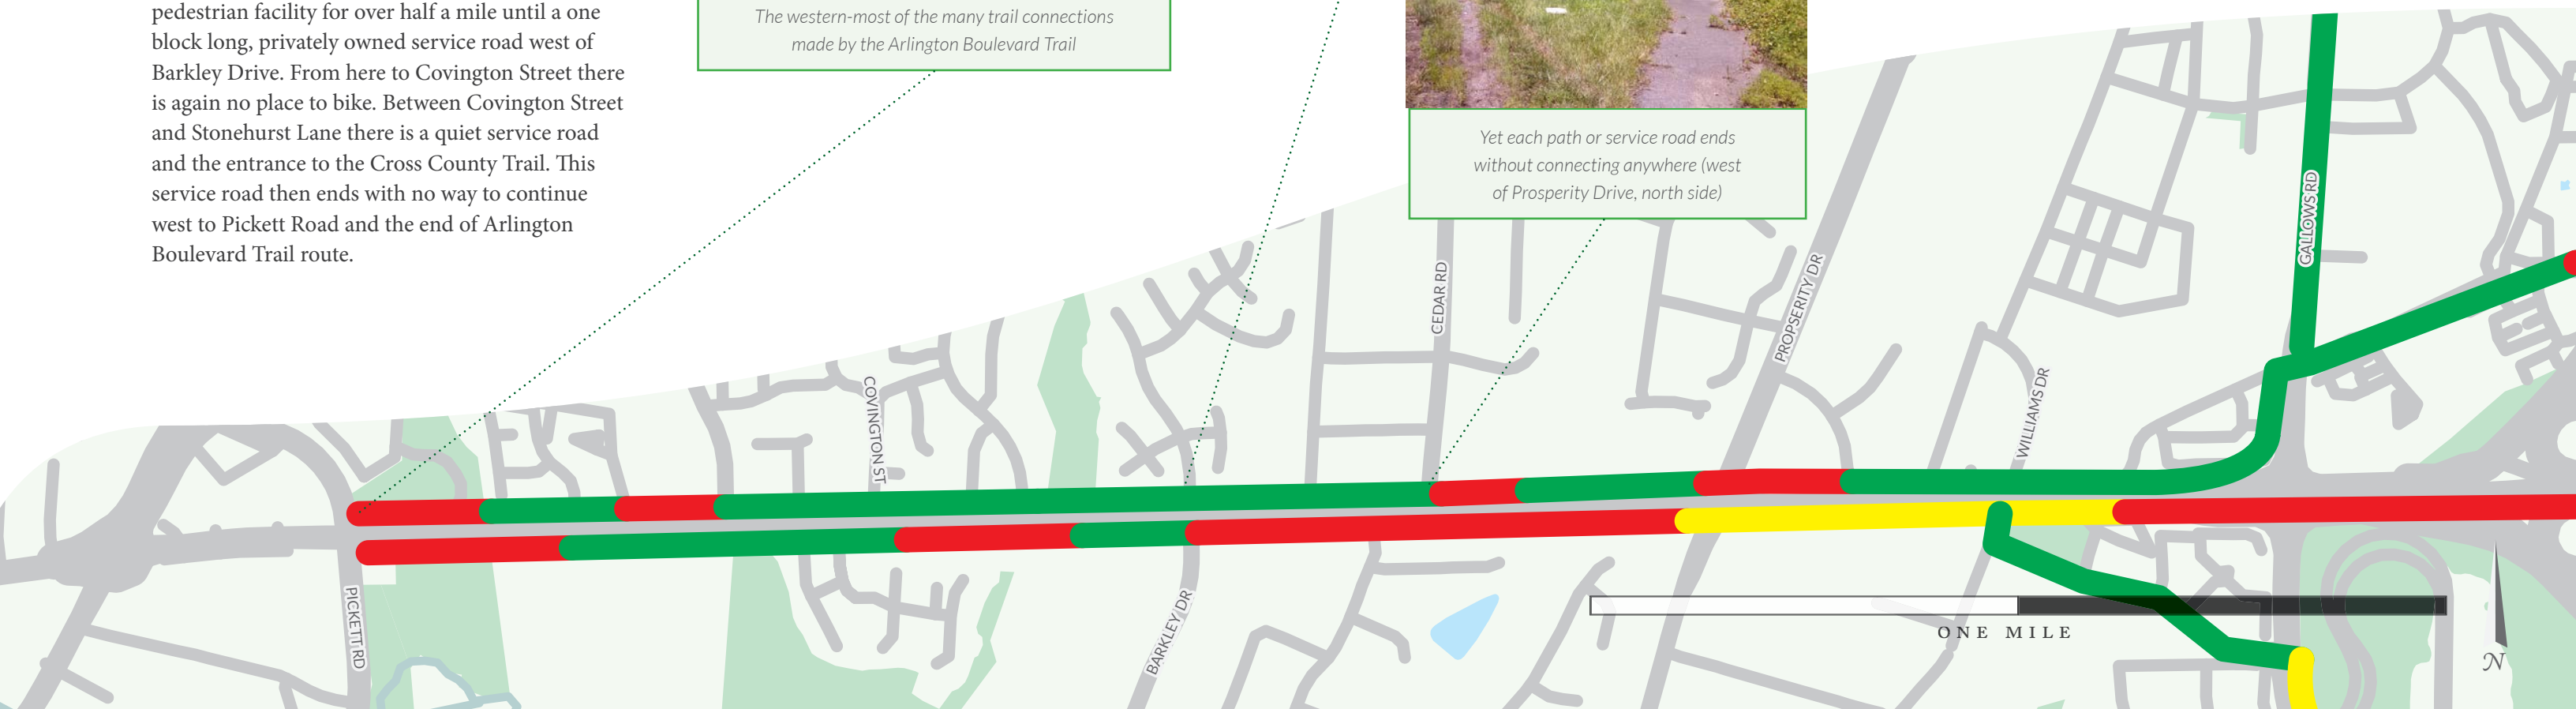 pedestrian facility for over half a mile until a one
block long, privately owned service road west of
Barkley Drive. From here to Covington Street there
is again no place to bike. Between Covington Street
and Stonehurst Lane there is a quiet service road
and the entrance to the Cross County Trail. This
service road then ends with no way to continue
west to Pickett Road and the end of Arlington
Boulevard Trail route.
The western-most of the many trail connections
made by the Arlington Boulevard Trail
Yet each path or service road ends
without connecting anywhere (west
of Prosperity Drive, north side)
GALLOWS RD
CEDAR RD
PROPSERITY DR
COVINGTON ST
WILLIAMS DR
PICKETT RD
BARKLEY DR
ONE MILE
N